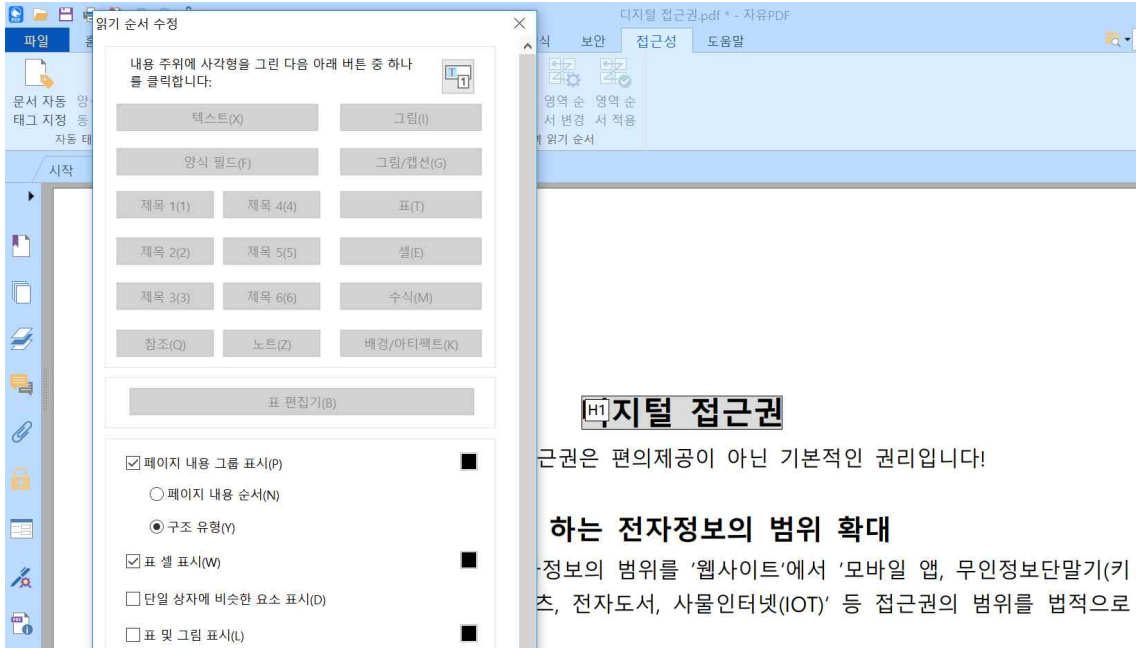 디지털 접근권.pdf * - 자유PDF
읽기 순서 수정
파일
식 보안 접근성 도움말
문서 자동
태그 지정
영역 순 영역 순
서 변경 서 적용
읽기 순서
시작
내용 주위에 사각형을 그린 다음 아래 버튼 중 하나
를 클릭합니다:
텍스트(X) 그림(I)
양식 필드(F) 그림/캡션(G)
제목 1(1) 제목 4(4) 표(T)
제목 2(2) 제목 5(5) 셀(E)
제목 3(3) 제목 6(6) 수식(M)
참조(Q) 노트(Z) 배경/아티팩트(K)
표 편집기(B)
페이지 내용 그룹 표시(P)
페이지 내용 순서(N)
구조 유형(Y)
표 셀 표시(W)
단일 상자에 비슷한 요소 표시(D)
표 및 그림 표시(L)
H1 지털 접근권
근권은 편의제공이 아닌 기본적인 권리입니다!
하는 전자정보의 범위 확대
정보의 범위를 '웹사이트'에서 '모바일 앱, 무인정보단말기(키
츠, 전자도서, 사물인터넷(IOT)' 등 접근권의 범위를 법적으로